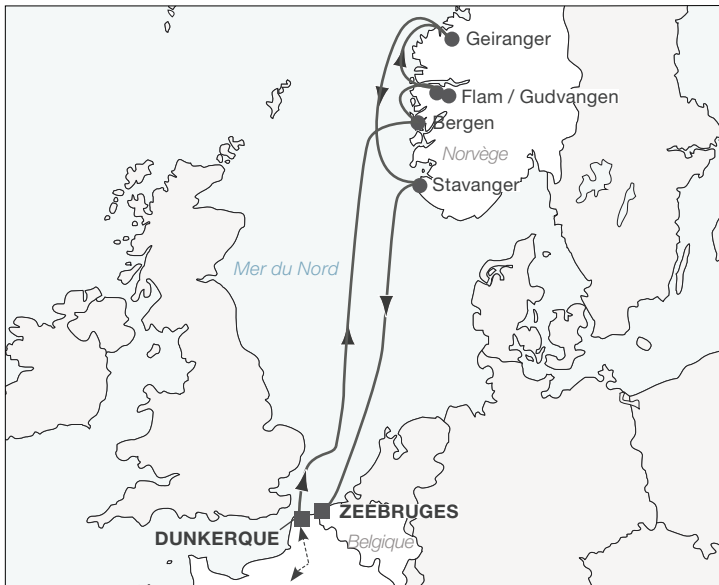 Geiranger
Flam / Gudvangen
Bergen
Norvège
Stavanger
Mer du Nord
ZEEBRUGES
DUNKERQUE
Belgique